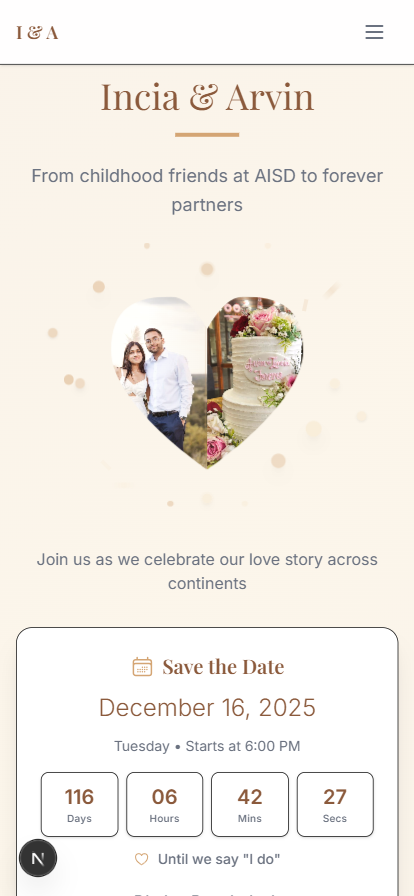 I & A
Incia & Arvin
From childhood friends at AISD to forever
partners
Join us as we celebrate our love story across
continents
Save the Date
December 16, 2025
Tuesday • Starts at 6:00 PM
116 06 42 27
Days Hours Mins Secs
N
Until we say "I do"